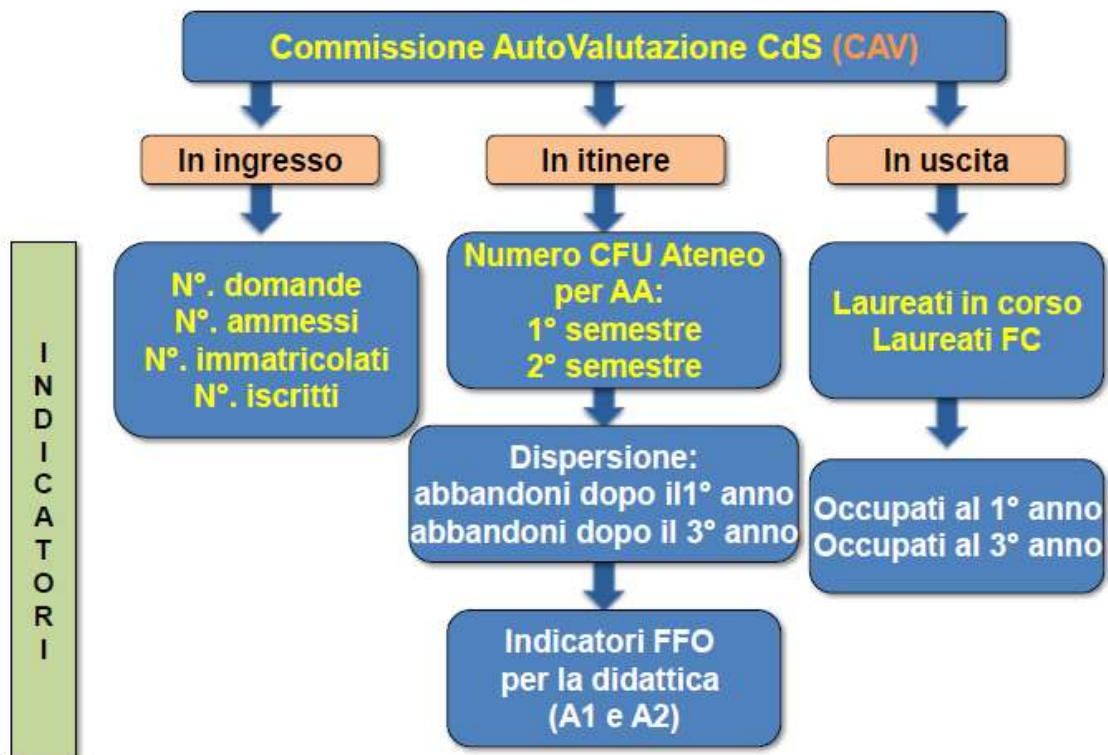 Commissione AutoValutazione CdS (CAV)
In ingresso
In itinere
In uscita
INDICATORI
N°. domande
N°. ammessi
N°. immatricolati
N°. iscritti
Numero CFU Ateneo
per AA:
1° semestre
2° semestre
Laureati in corso
Laureati FC
Dispersione:
abbandoni dopo il1° anno
abbandoni dopo il 3° anno
Occupati al 1° anno
Occupati al 3° anno
Indicatori FFO
per la didattica
(A1 e A2)